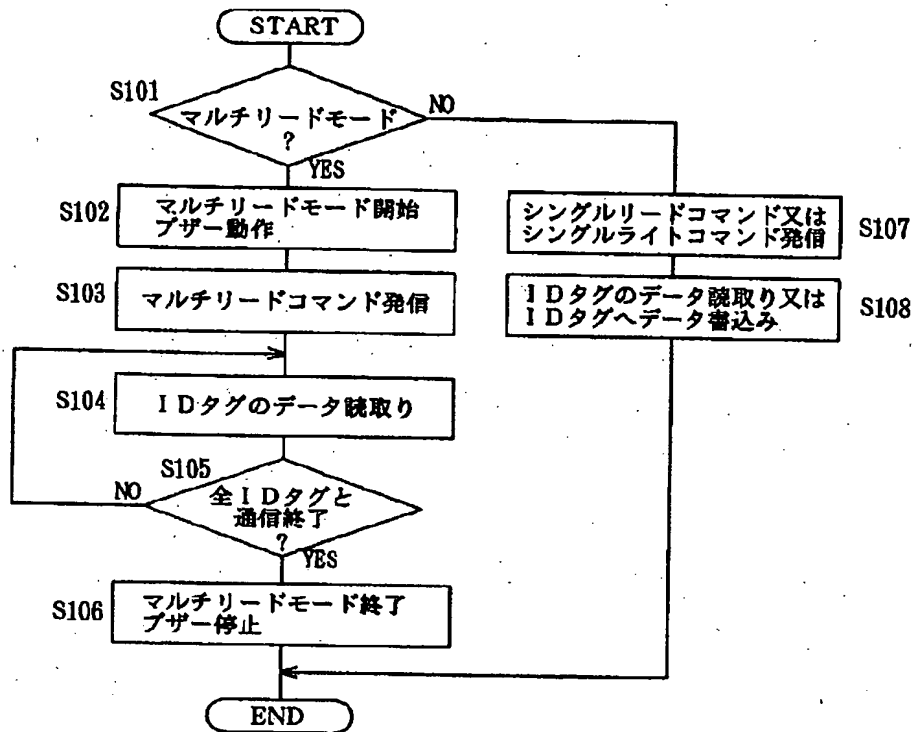 START
S101
マルチリードモード
?
NO
YES
S102
マルチリードモード開始
ブザー動作
S103
マルチリードコマンド発信
S104
IDタグのデータ読取り
S105
全IDタグと
通信終了
?
NO
YES
S106
マルチリードモード終了
ブザー停止
シングルリードコマンド又は
シングルライトコマンド発信
S107
IDタグのデータ読取り又は
IDタグへデータ書込み
S108
END